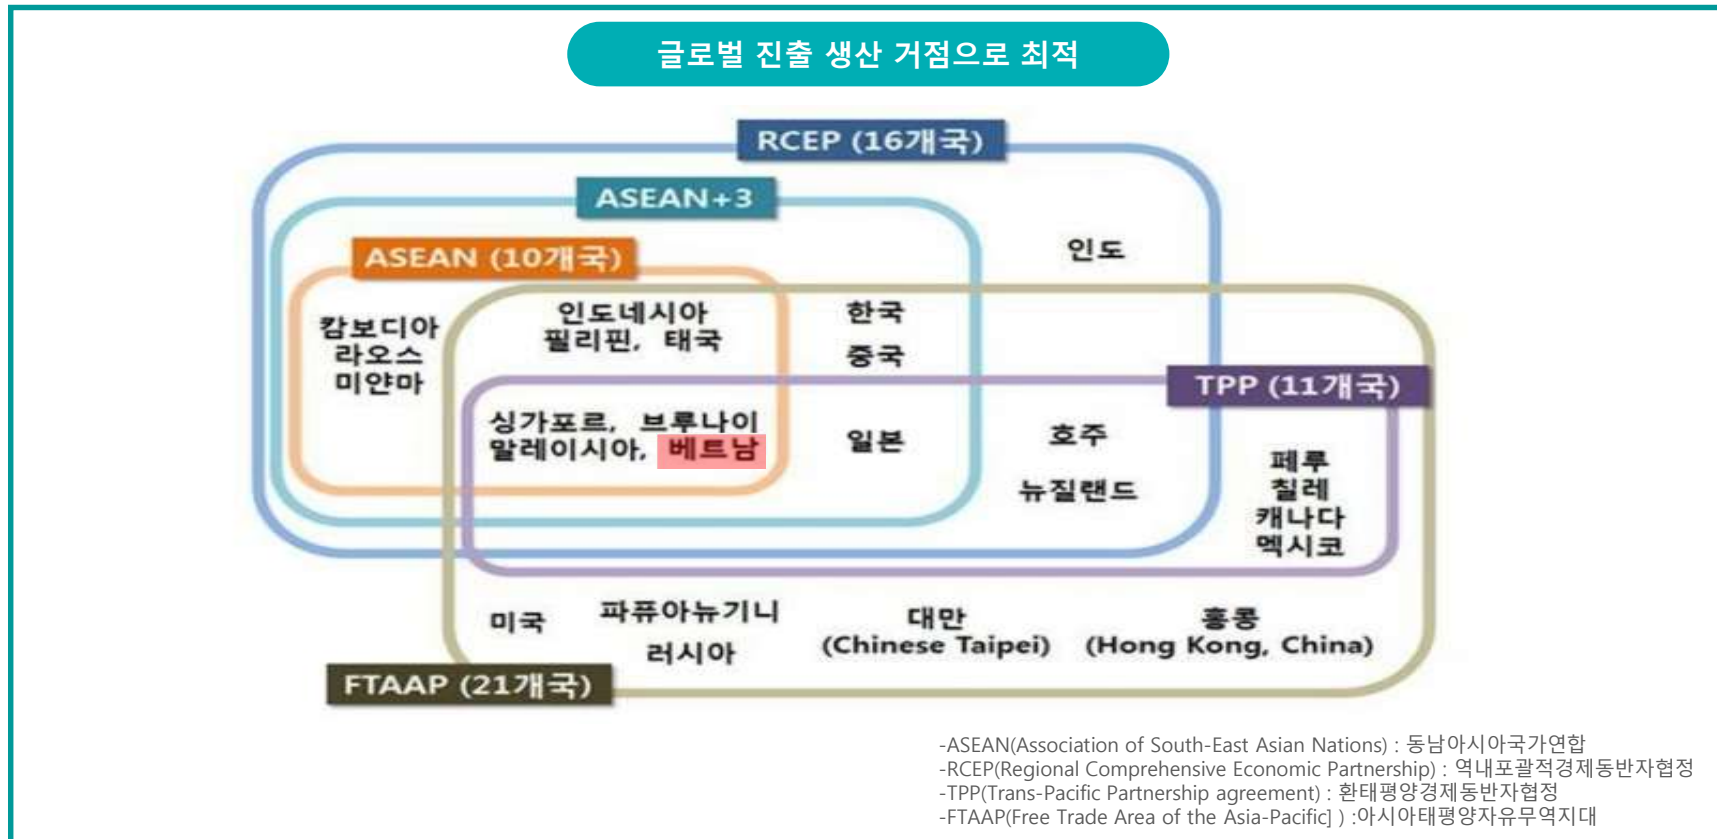 글로벌 진출 생산 거점으로 최적
RCEP (16개국)
ASEAN+3
ASEAN (10개국)
인도
캄보디아
라오스
미얀마
인도네시아
필리핀, 태국
한국
중국
TPP (11개국)
싱가포르, 브루나이
말레이시아, 베트남
일본
호주
뉴질랜드
페루
칠레
캐나다
멕시코
미국
파퓨아뉴기니
러시아
대만
(Chinese Taipei)
홍콩
(Hong Kong, China)
FTAAP (21개국)
-ASEAN(Association of South-East Asian Nations) : 동남아시아국가연합
-RCEP(Regional Comprehensive Economic Partnership) : 역내포괄적경제동반자협정
-TPP(Trans-Pacific Partnership agreement) : 환태평양경제동반자협정
-FTAAP(Free Trade Area of the Asia-Pacific] ) :아시아태평양자유무역지대